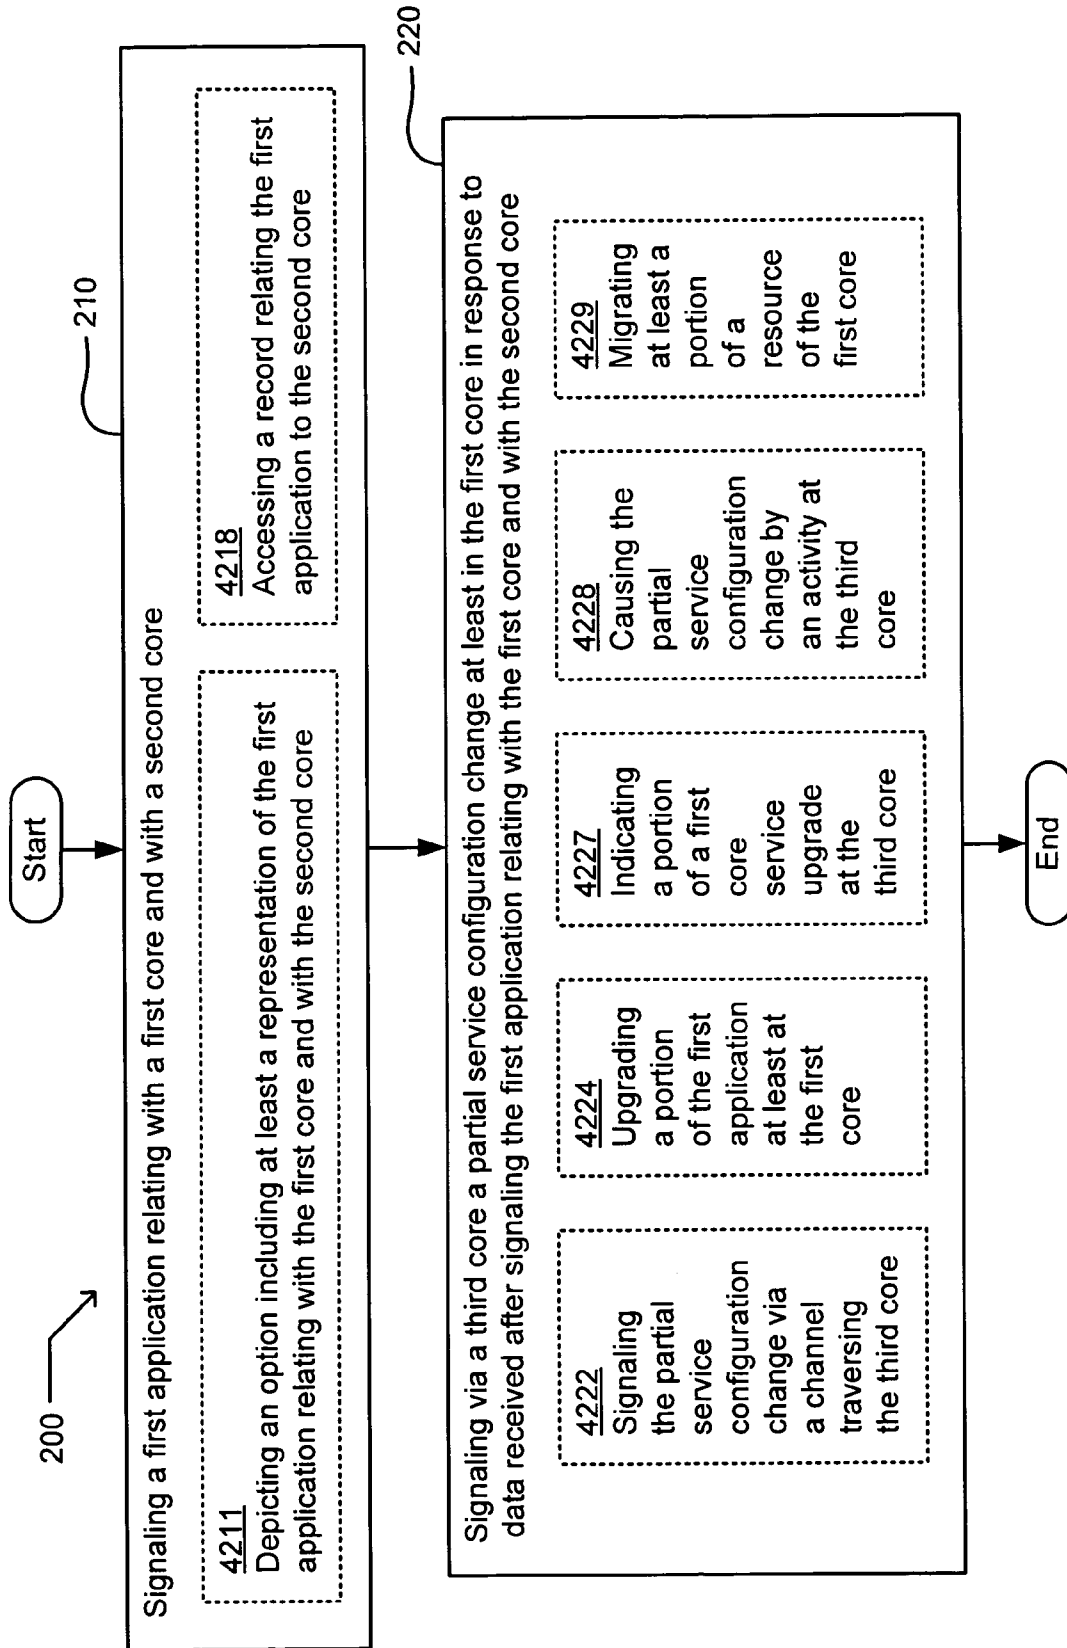 200
Start
Signaling a first application relating with a first core and with a second core
210
4211
Depicting an option including at least a representation of the first
application relating with the first core and with the second core
4218
Accessing a record relating the first
application to the second core
220
Signaling via a third core a partial service configuration change at least in the first core in response to
data received after signaling the first application relating with the first core and with the second core
4222
Signaling
the partial
service
configuration
change via
a channel
traversing
the third core
4224
Upgrading
a portion
of the first
application
at least at
the first
core
4227
Indicating
a portion
of a first
core
service
upgrade
at the
third core
4228
Causing the
partial
service
configuration
change by
an activity at
the third
core
4229
Migrating
at least a
portion
of a
resource
of the
first core
End